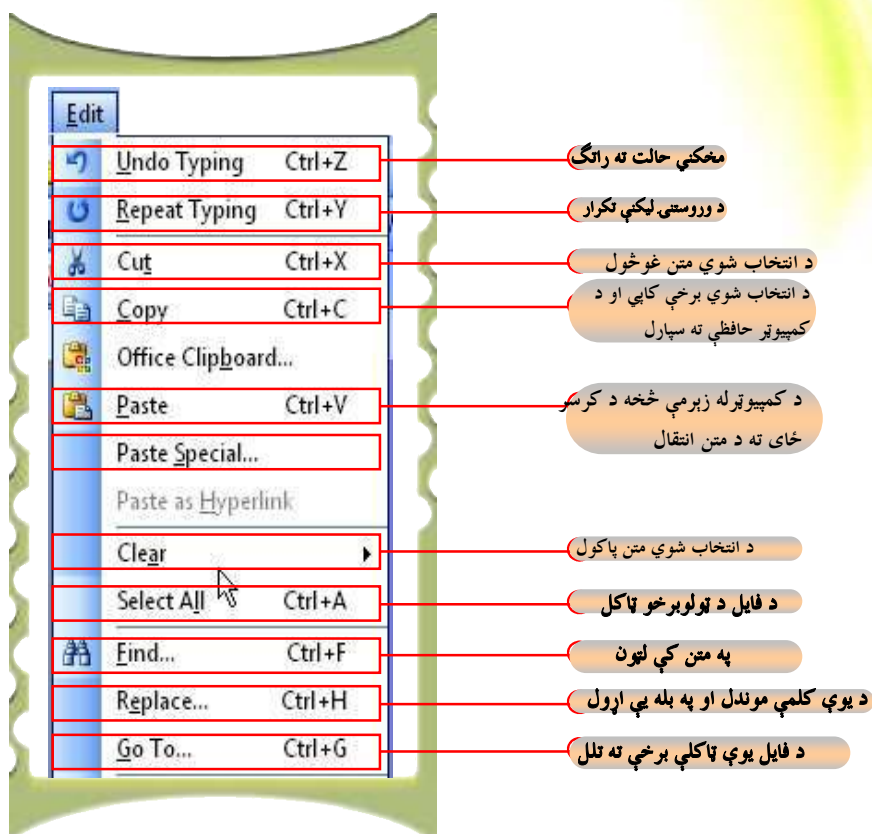 Edit
Undo Typing Ctrl+Z
مخکني حالت ته راتگ
Repeat Typing Ctrl+Y
د وروستۍ ليکنې تکرار
Cut Ctrl+X
د انتخاب شوي متن غوڅول
Copy Ctrl+C
د انتخاب شوي برخې کاپي او د
کمپيوټر حافظې ته سپارل
Office Clipboard...
Paste Ctrl+V
د کمپيوټرله زېرمې څخه د کرسر
ځای ته د متن انتقال
Paste Special...
Paste as Hyperlink
Clear
د انتخاب شوي متن پاکول
Select All Ctrl+A
د فايل د ټولوبرخو ټاکل
Find... Ctrl+F
په متن کې لټون
Replace... Ctrl+H
د يوې کلمې موندل او په بله يې اړول
Go To... Ctrl+G
د فايل يوې ټاکلې برخې ته تلل